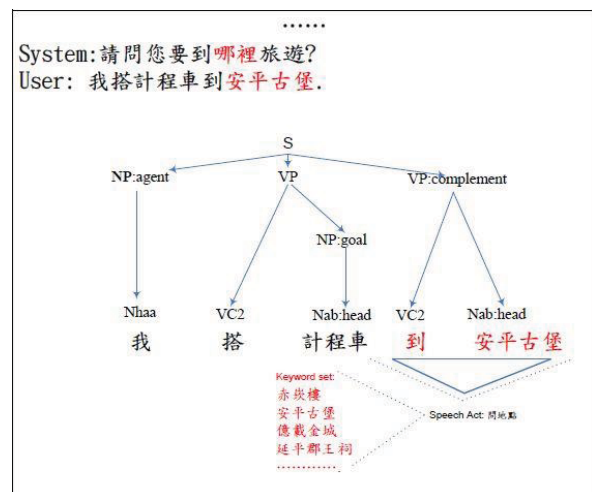 ......
System:請問您要到哪裡旅遊?
User: 我搭計程車到安平古堡.
S
NP:agent VP VP:complement
NP:goal
Nhaa VC2 Nab:head VC2 Nab:head
我 搭 計程車 到 安平古堡
Keyword set:
赤崁樓
安平古堡
億載金城
延平郡王祠
............
Speech Act: 問地點